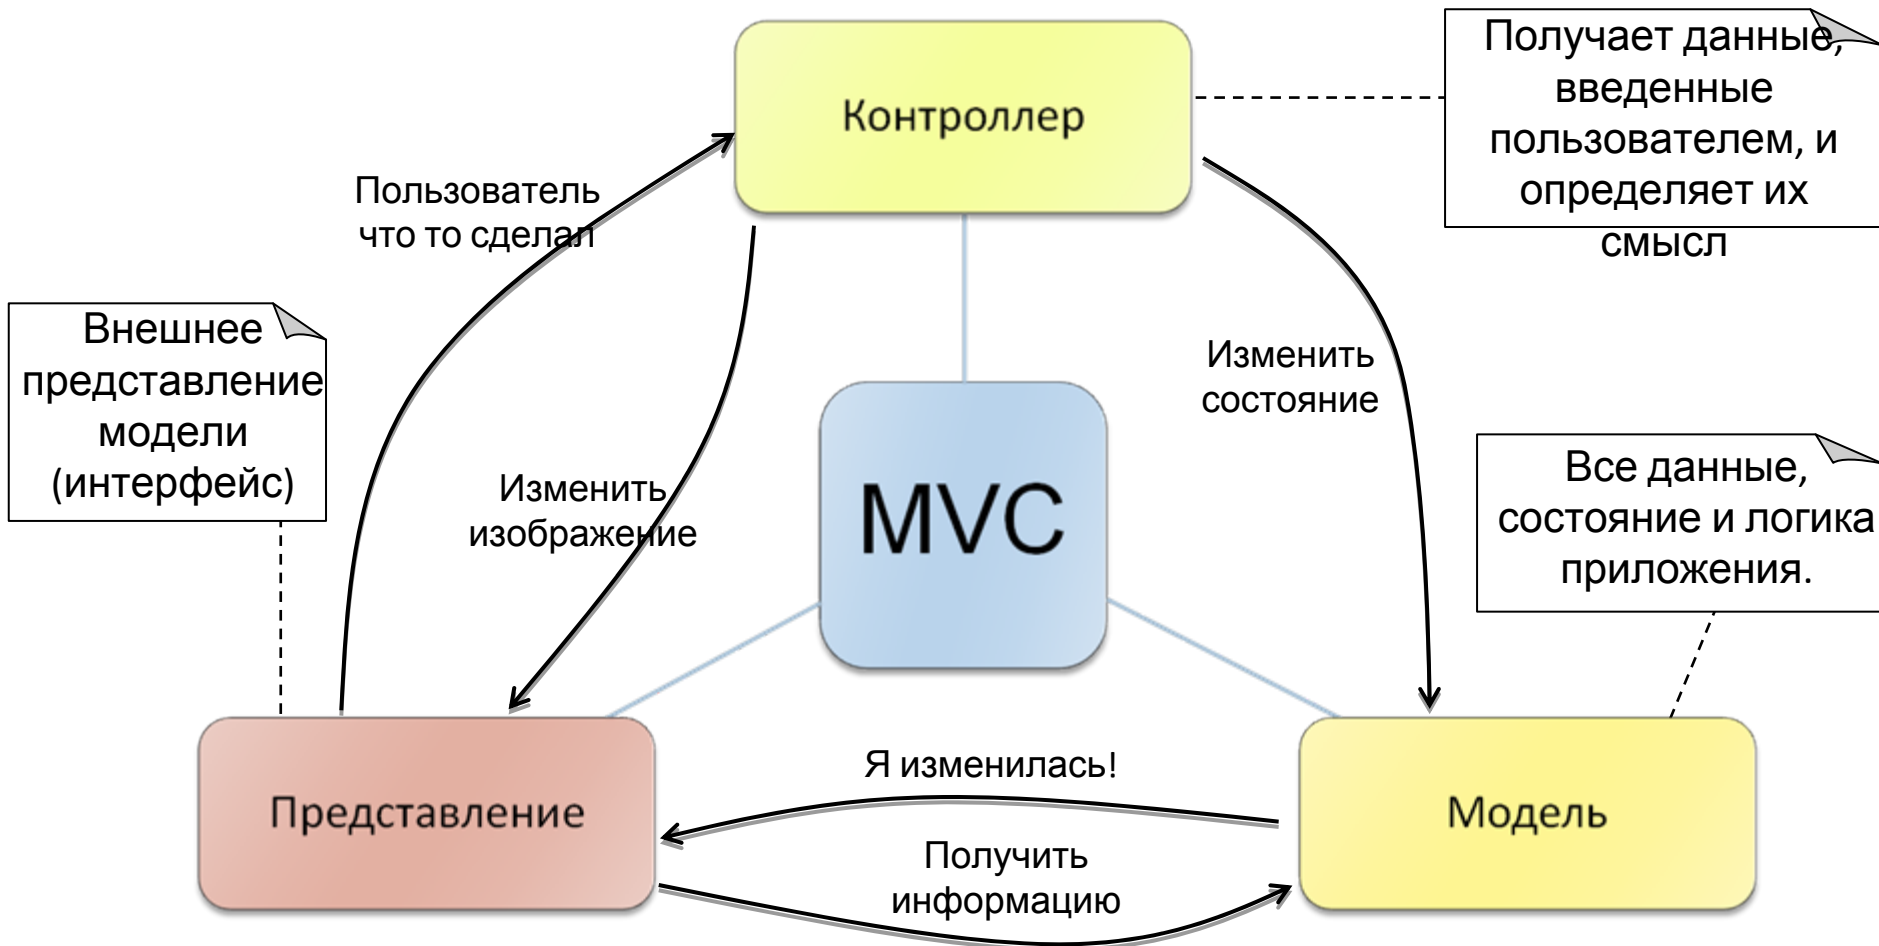 Контроллер
Получает данные,
введенные
пользователем, и
определяет их
смысл
Пользователь
что то сделал
Внешнее
представление
модели
(интерфейс)
Изменить
состояние
Изменить
изображение
MVC
Все данные,
состояние и логика
приложения.
Представление
Я изменилась!
Получить
информацию
Модель